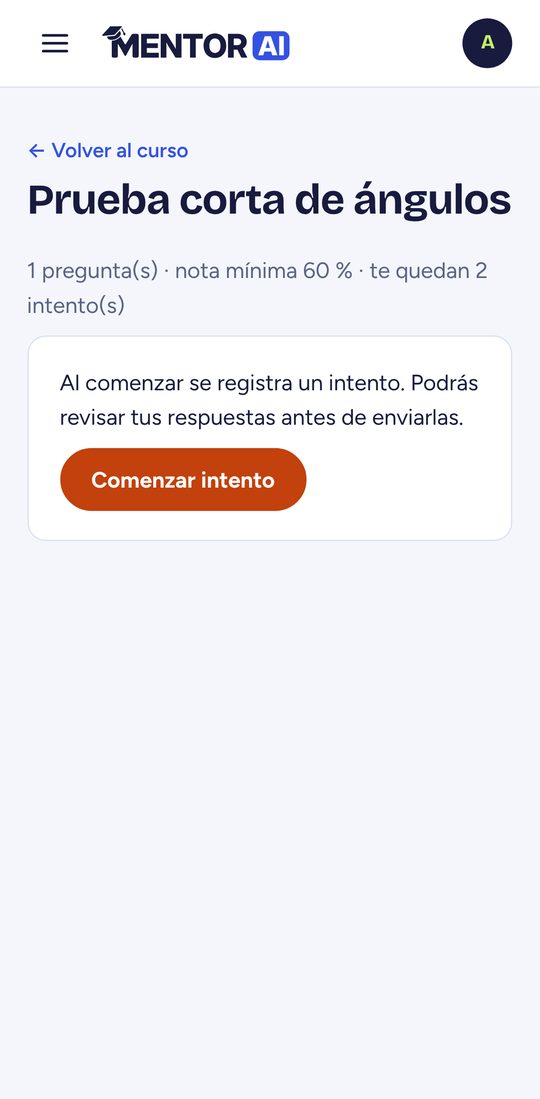 MENTOR AI
A
← Volver al curso
Prueba corta de ángulos
1 pregunta(s) · nota mínima 60 % · te quedan 2
intento(s)
Al comenzar se registra un intento. Podrás
revisar tus respuestas antes de enviarlas.
Comenzar intento